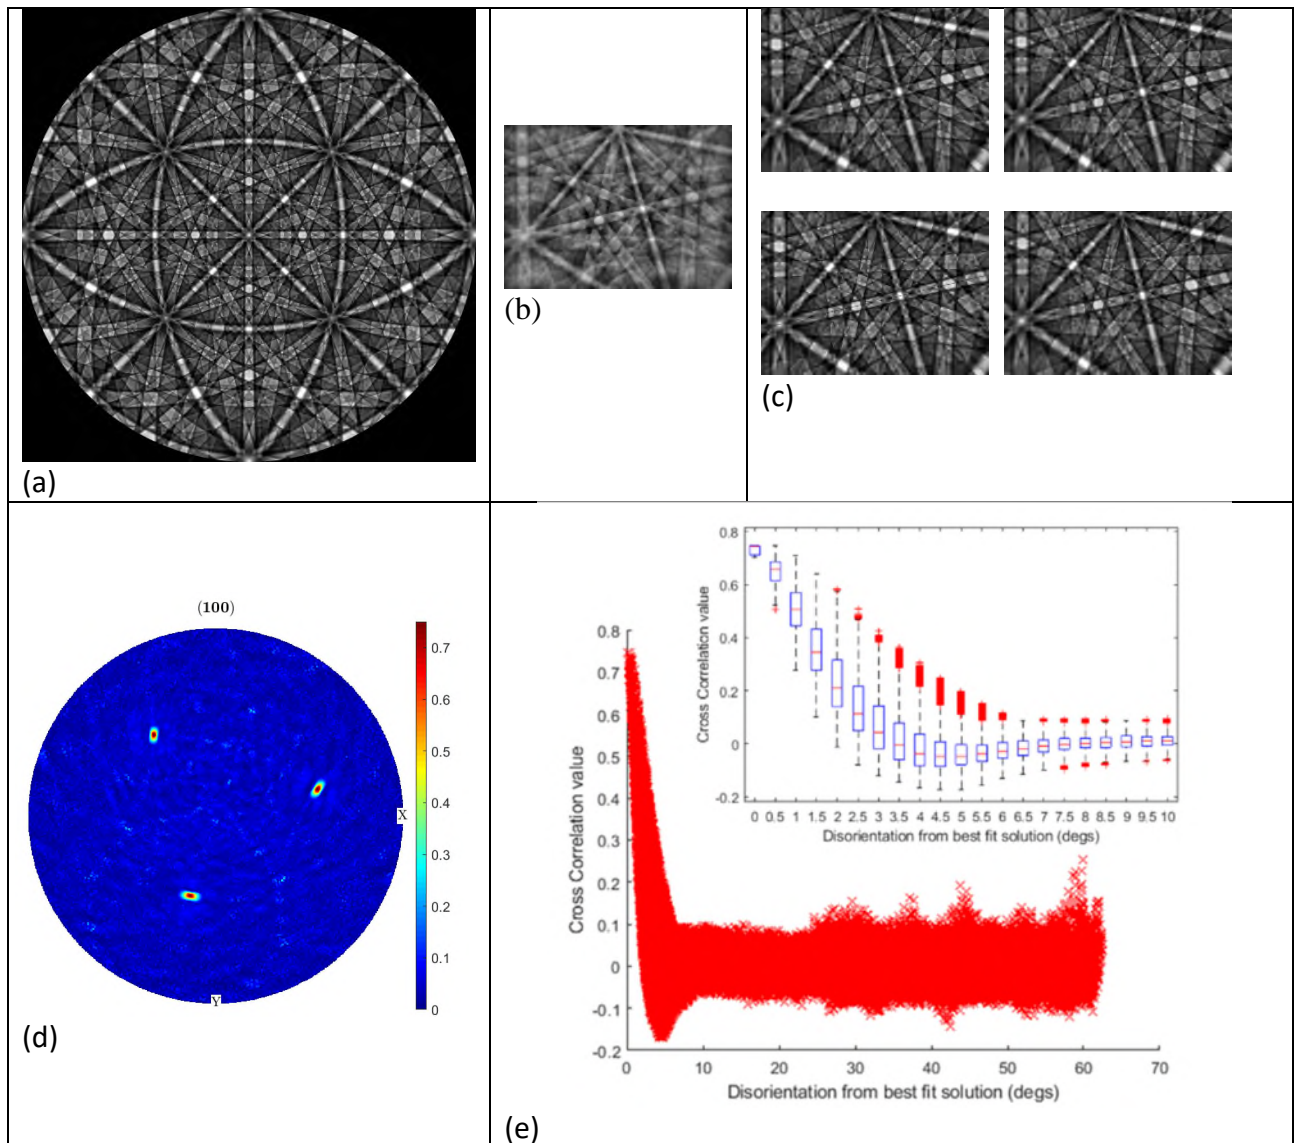 (a)
(b)
(c)
(100)
X
Y
0.7
0.6
0.5
0.4
0.3
0.2
0.1
0
(d)
0.8
0.6
0.4
0.2
0
-0.2
Cross Correlation value
0 0.5 1 1.5 2 2.5 3 3.5 4 4.5 5 5.5 6 6.5 7 7.5 8 8.5 9 9.5 10
Disorientation from best fit solution (degs)
0.8
0.7
0.6
0.5
0.4
0.3
0.2
0.1
0
-0.1
-0.2
Cross Correlation value
0 10 20 30 40 50 60 70
Disorientation from best fit solution (degs)
(e)